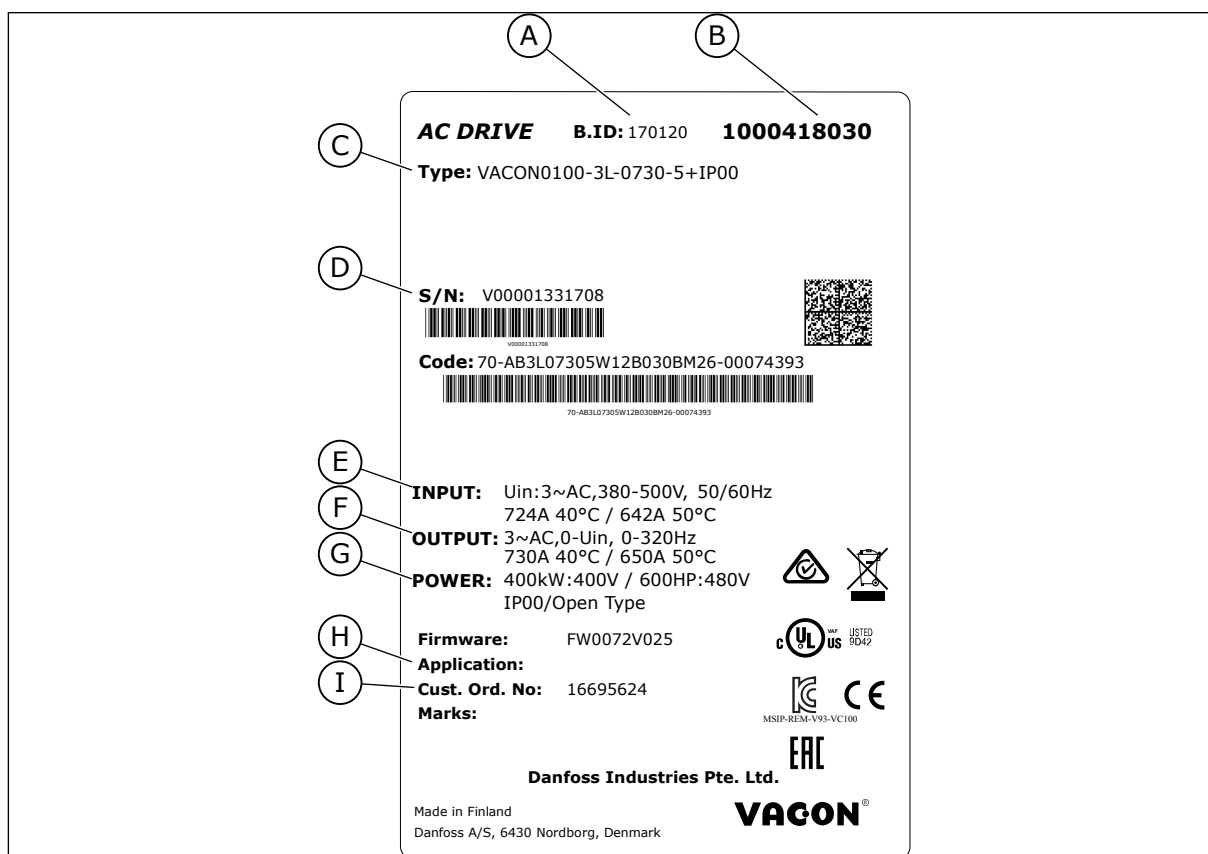 A
B
AC DRIVE B.ID: 170120 1000418030
C
Type: VACON0100-3L-0730-5+IP00
D
S/N: V00001331708
V00001331708
Code: 70-AB3L07305W12B030BM26-00074393
70-AB3L07305W12B030BM26-00074393
E
INPUT: Uin:3~AC,380-500V, 50/60Hz
724A 40°C / 642A 50°C
F
OUTPUT: 3~AC,0-Uin, 0-320Hz
730A 40°C / 650A 50°C
G
POWER: 400kW:400V / 600HP:480V
IP00/Open Type
Firmware: FW0072V025
H
Application:
I
Cust. Ord. No: 16695624
Marks:
C UL US VAF LISTED
9D42
CE
MSIP-REM-V93-VC100
EAC
Danfoss Industries Pte. Ltd.
Made in Finland
Danfoss A/S, 6430 Nordborg, Denmark
VACON®